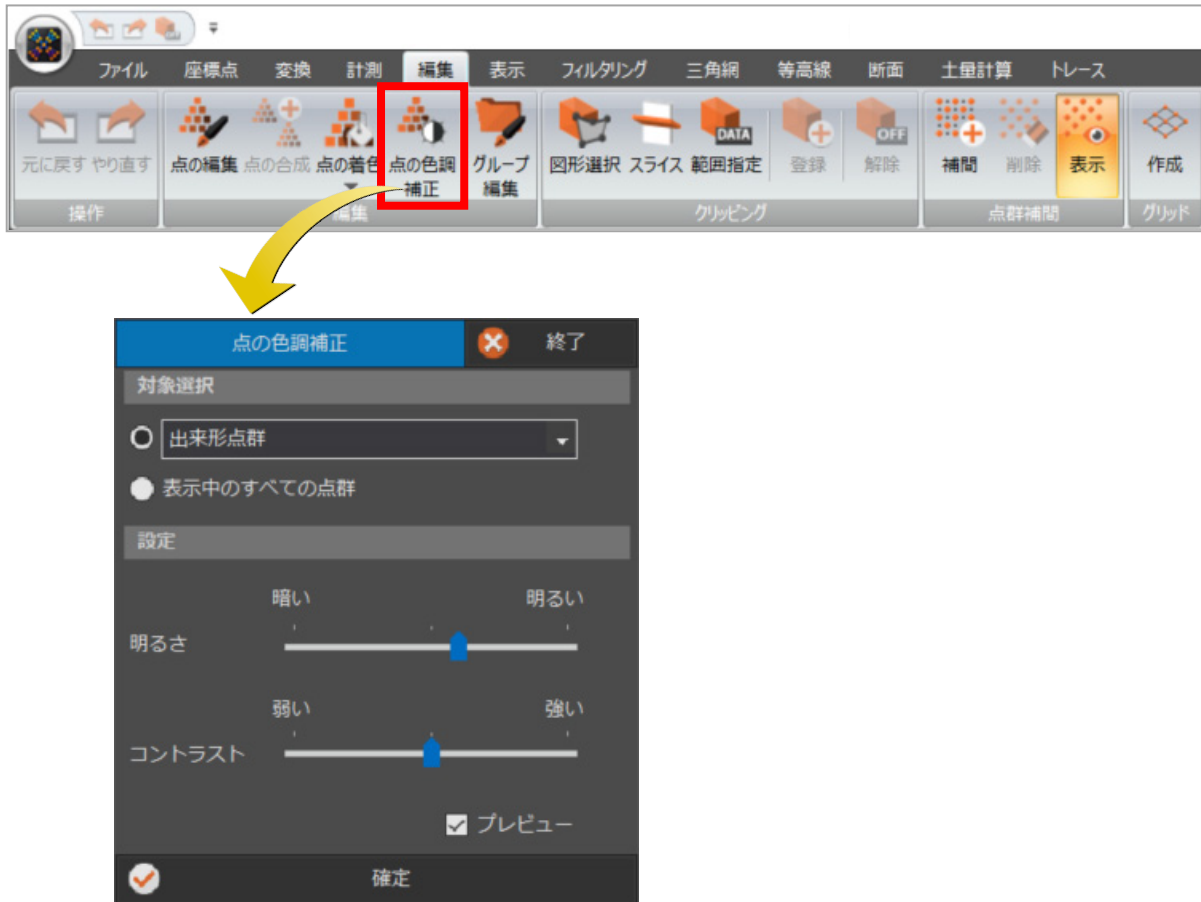 ファイル 座標点 変換 計測 編集 表示 フィルタリング 三角網 等高線 断面 土量計算 トレース
元に戻す やり直す 点の編集 点の合成 点の着色 点の色調補正 グループ編集 図形選択 スライス 範囲指定 登録 解除 補間 削除 表示 作成
DATA OFF
操作 編集 クリッピング 点群補間 グリッド
点の色調補正 終了
対象選択
出来形点群
表示中のすべての点群
設定
暗い 明るい
明るさ
弱い 強い
コントラスト
プレビュー
確定